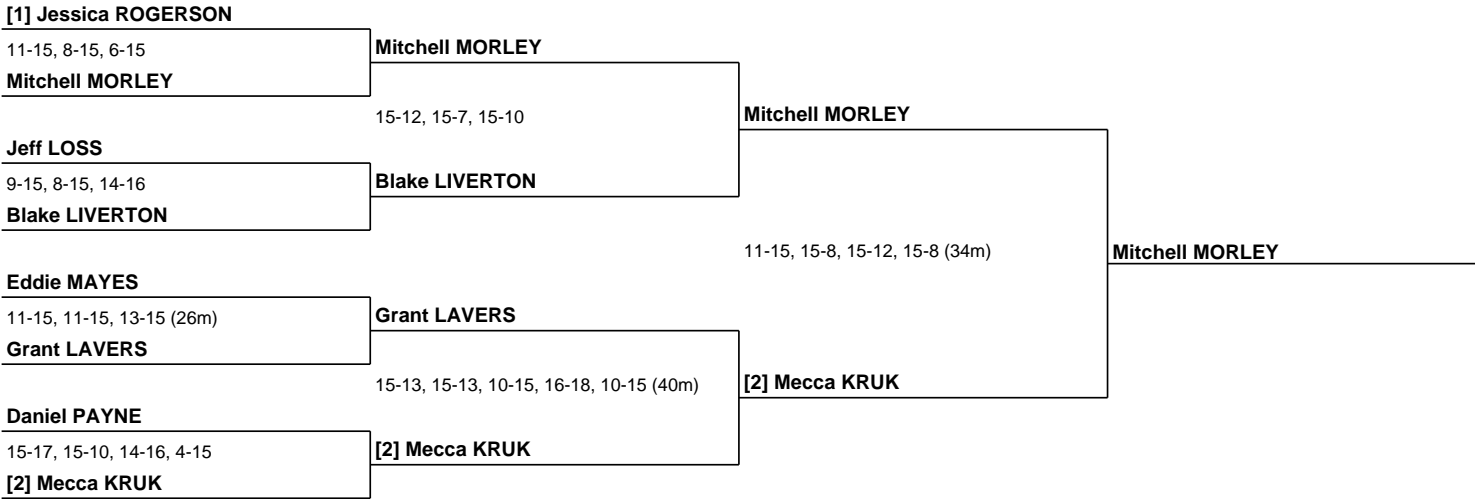 [1] Jessica ROGERSON
11-15, 8-15, 6-15
Mitchell MORLEY
Jeff LOSS
9-15, 8-15, 14-16
Blake LIVERTON
Eddie MAYES
11-15, 11-15, 13-15 (26m)
Grant LAVERS
Daniel PAYNE
15-17, 15-10, 14-16, 4-15
[2] Mecca KRUK
Mitchell MORLEY
15-12, 15-7, 15-10
Blake LIVERTON
Grant LAVERS
15-13, 15-13, 10-15, 16-18, 10-15 (40m)
[2] Mecca KRUK
Mitchell MORLEY
11-15, 15-8, 15-12, 15-8 (34m)
[2] Mecca KRUK
Mitchell MORLEY